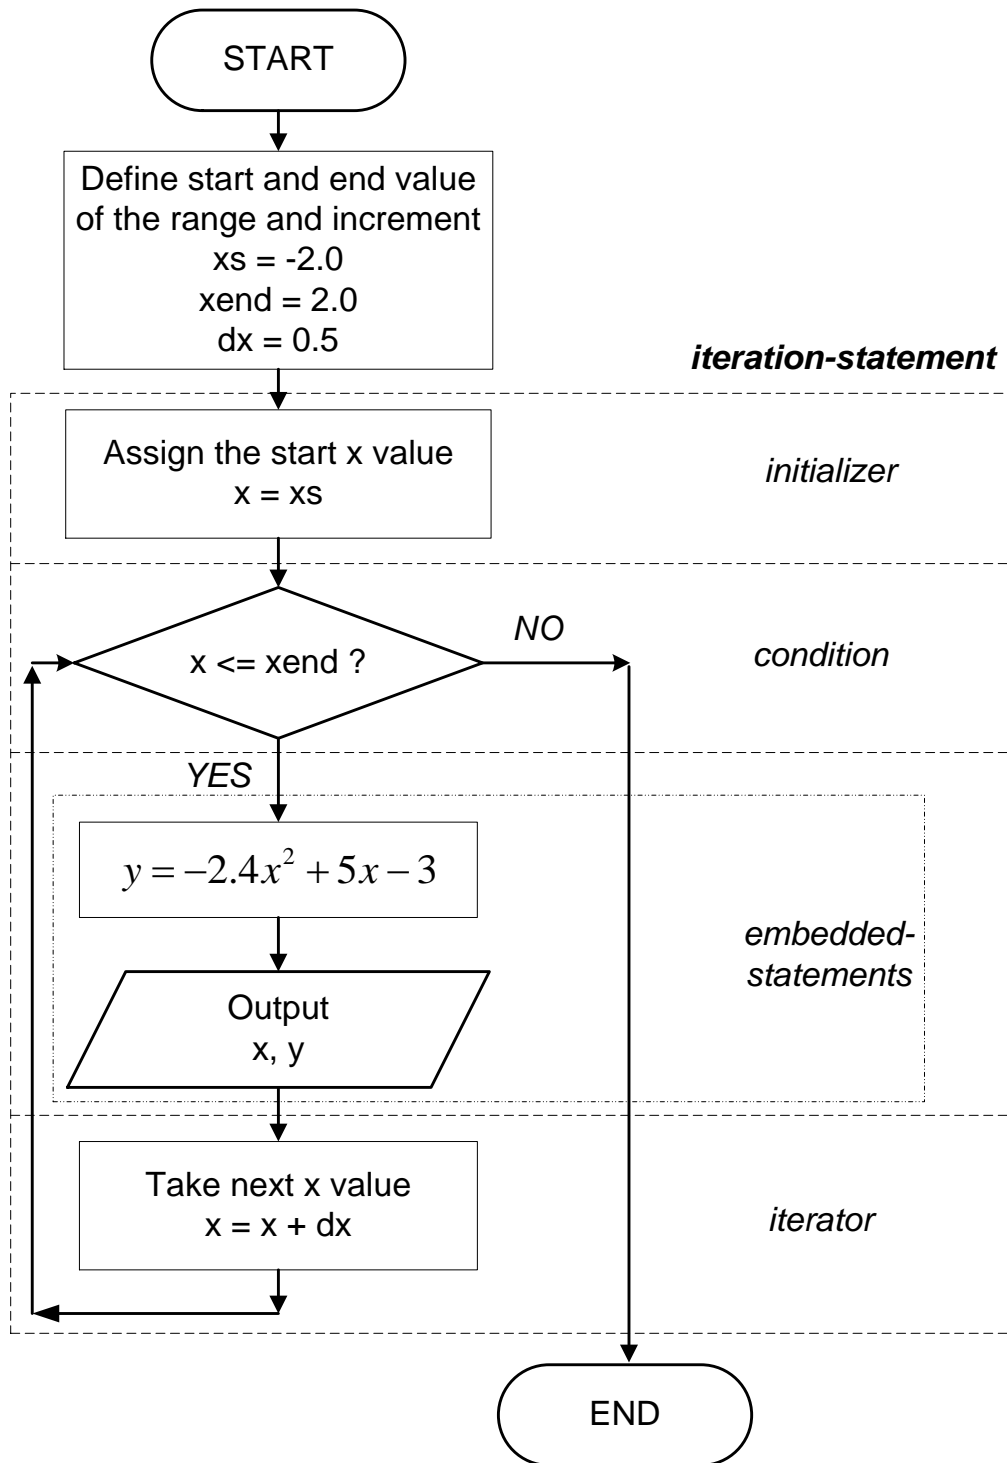 START
Define start and end value
of the range and increment
xs = -2.0
xend = 2.0
dx = 0.5
iteration-statement
Assign the start x value
x = xs
initializer
x <= xend ?
NO
condition
YES
y = −2.4x² + 5x − 3
embedded-
statements
Output
x, y
Take next x value
x = x + dx
iterator
END